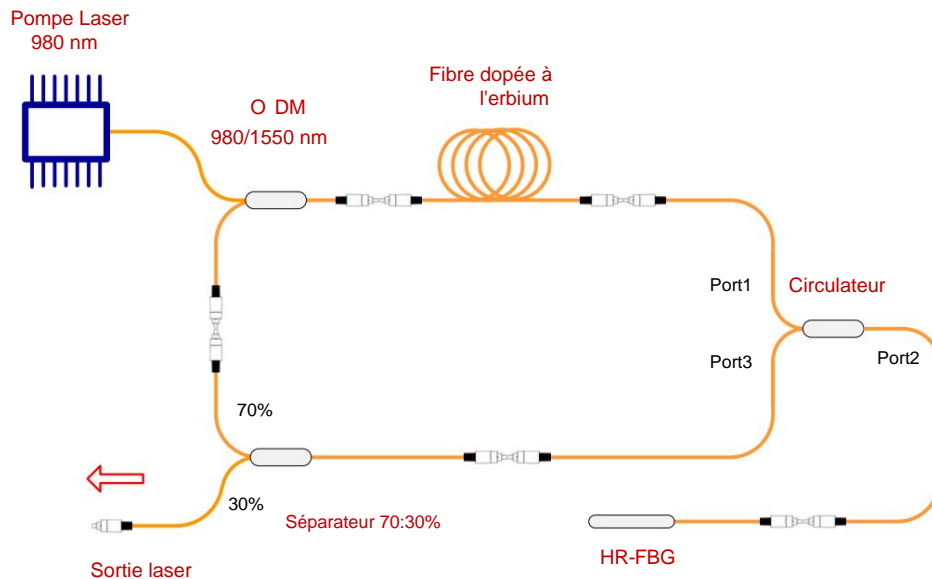 Pompe Laser
980 nm
Fibre dopée à
l'erbium
O DM
980/1550 nm
Port1
Circulateur
Port3
Port2
70%
30%
Séparateur 70:30%
HR-FBG
Sortie laser